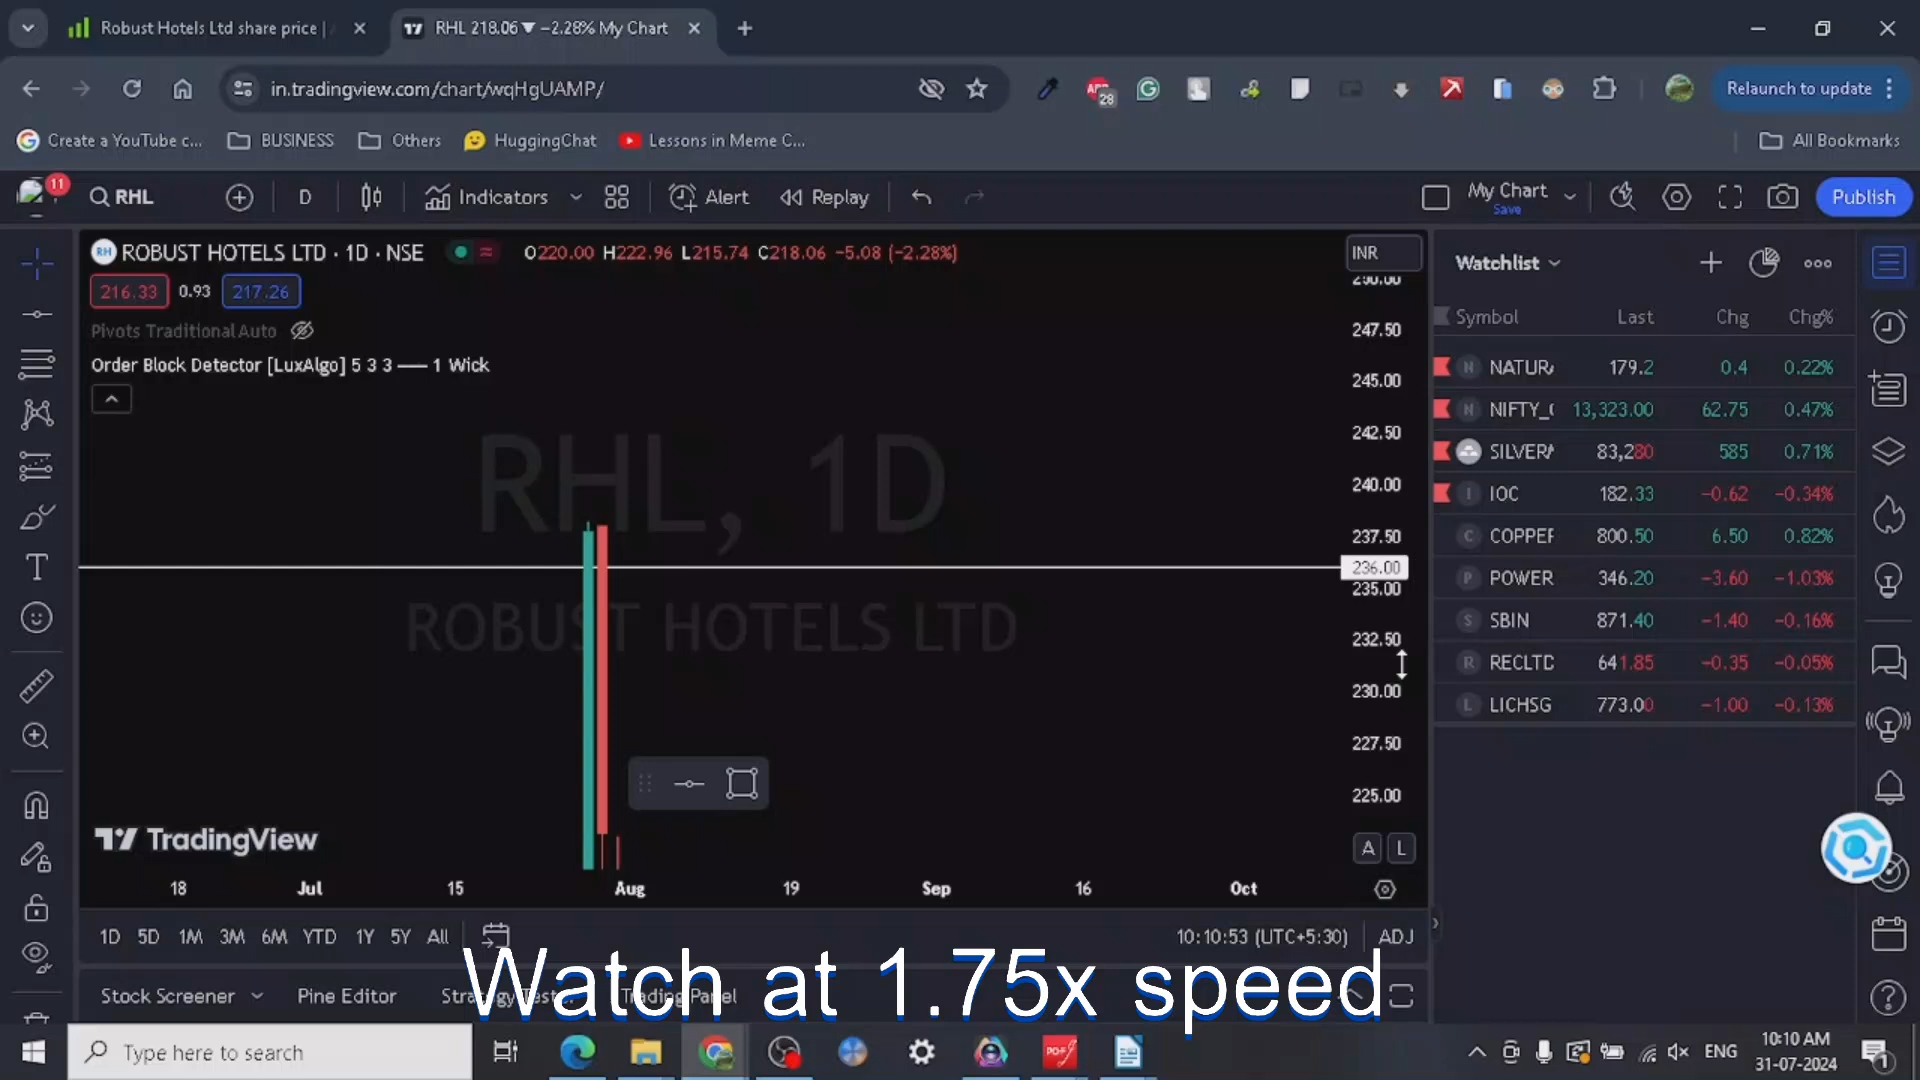 Robust Hotels Ltd share price |
RHL 218.06 ▼ −2.28% My Chart
in.tradingview.com/chart/wqHgUAMP/
28
Relaunch to update
Create a YouTube c...
BUSINESS
Others
HuggingChat
Lessons in Meme C...
All Bookmarks
11
RHL
D
Indicators
Alert
Replay
My Chart
Save
Publish
ROBUST HOTELS LTD · 1D · NSE
O220.00 H222.96 L215.74 C218.06 −5.08 (−2.28%)
INR
216.33 0.93 217.26
Pivots Traditional Auto
Order Block Detector [LuxAlgo] 5 3 3 —— 1 Wick
RHL, 1D
ROBUST HOTELS LTD
250.00
247.50
245.00
242.50
240.00
237.50
236.00
235.00
232.50
230.00
227.50
225.00
A L
TradingView
18 Jul 15 Aug 19 Sep 16 Oct
1D 5D 1M 3M 6M YTD 1Y 5Y All
10:10:53 (UTC+5:30) ADJ
Stock Screener
Pine Editor
Trading Panel
Watch at 1.75x speed
Watchlist
Symbol Last Chg Chg%
NATUR 179.2 0.4 0.22%
NIFTY_ 13,323.00 62.75 0.47%
SILVER 83,280 585 0.71%
IOC 182.33 −0.62 −0.34%
COPPER 800.50 6.50 0.82%
POWER 346.20 −3.60 −1.03%
SBIN 871.40 −1.40 −0.16%
RECLTD 641.85 −0.35 −0.05%
LICHSG 773.00 −1.00 −0.13%
Type here to search
ENG
10:10 AM
31-07-2024
1